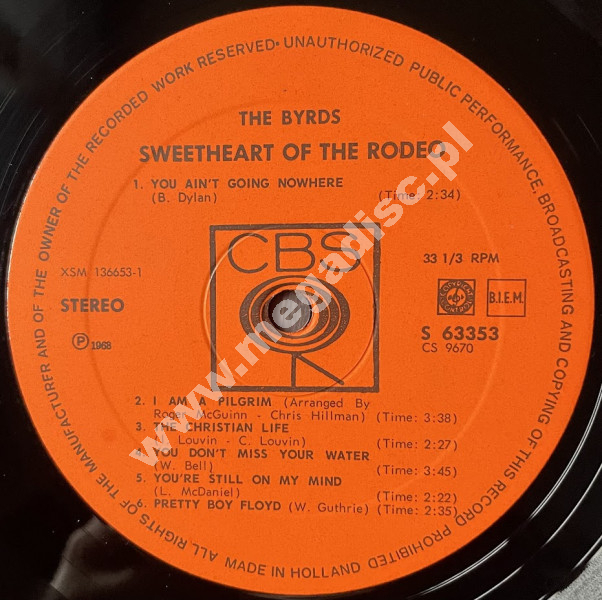 ALL RIGHTS OF THE MANUFACTURER AND OF THE OWNER OF THE RECORDED WORK RESERVED · UNAUTHORIZED PUBLIC PERFORMANCE, BROADCASTING AND COPYING OF THIS RECORD PROHIBITED
MADE IN HOLLAND
THE BYRDS
SWEETHEART OF THE RODEO
1. YOU AIN'T GOING NOWHERE
(B. Dylan) (Time: 2:34)
CBS
XSM 136653-1
33 1/3 RPM
STEREO
B.I.E.M.
S 63353
CS 9670
P 1968
2. I AM A PILGRIM (Arranged By
Roger McGuinn - Chris Hillman) (Time: 3:38)
3. THE CHRISTIAN LIFE
Louvin - C. Louvin) (Time: 2:27)
4. YOU DON'T MISS YOUR WATER
(W. Bell) (Time: 3:45)
5. YOU'RE STILL ON MY MIND
(L. McDaniel) (Time: 2:22)
6. PRETTY BOY FLOYD (W. Guthrie) (Time: 2:35)
www.megadisc.pl